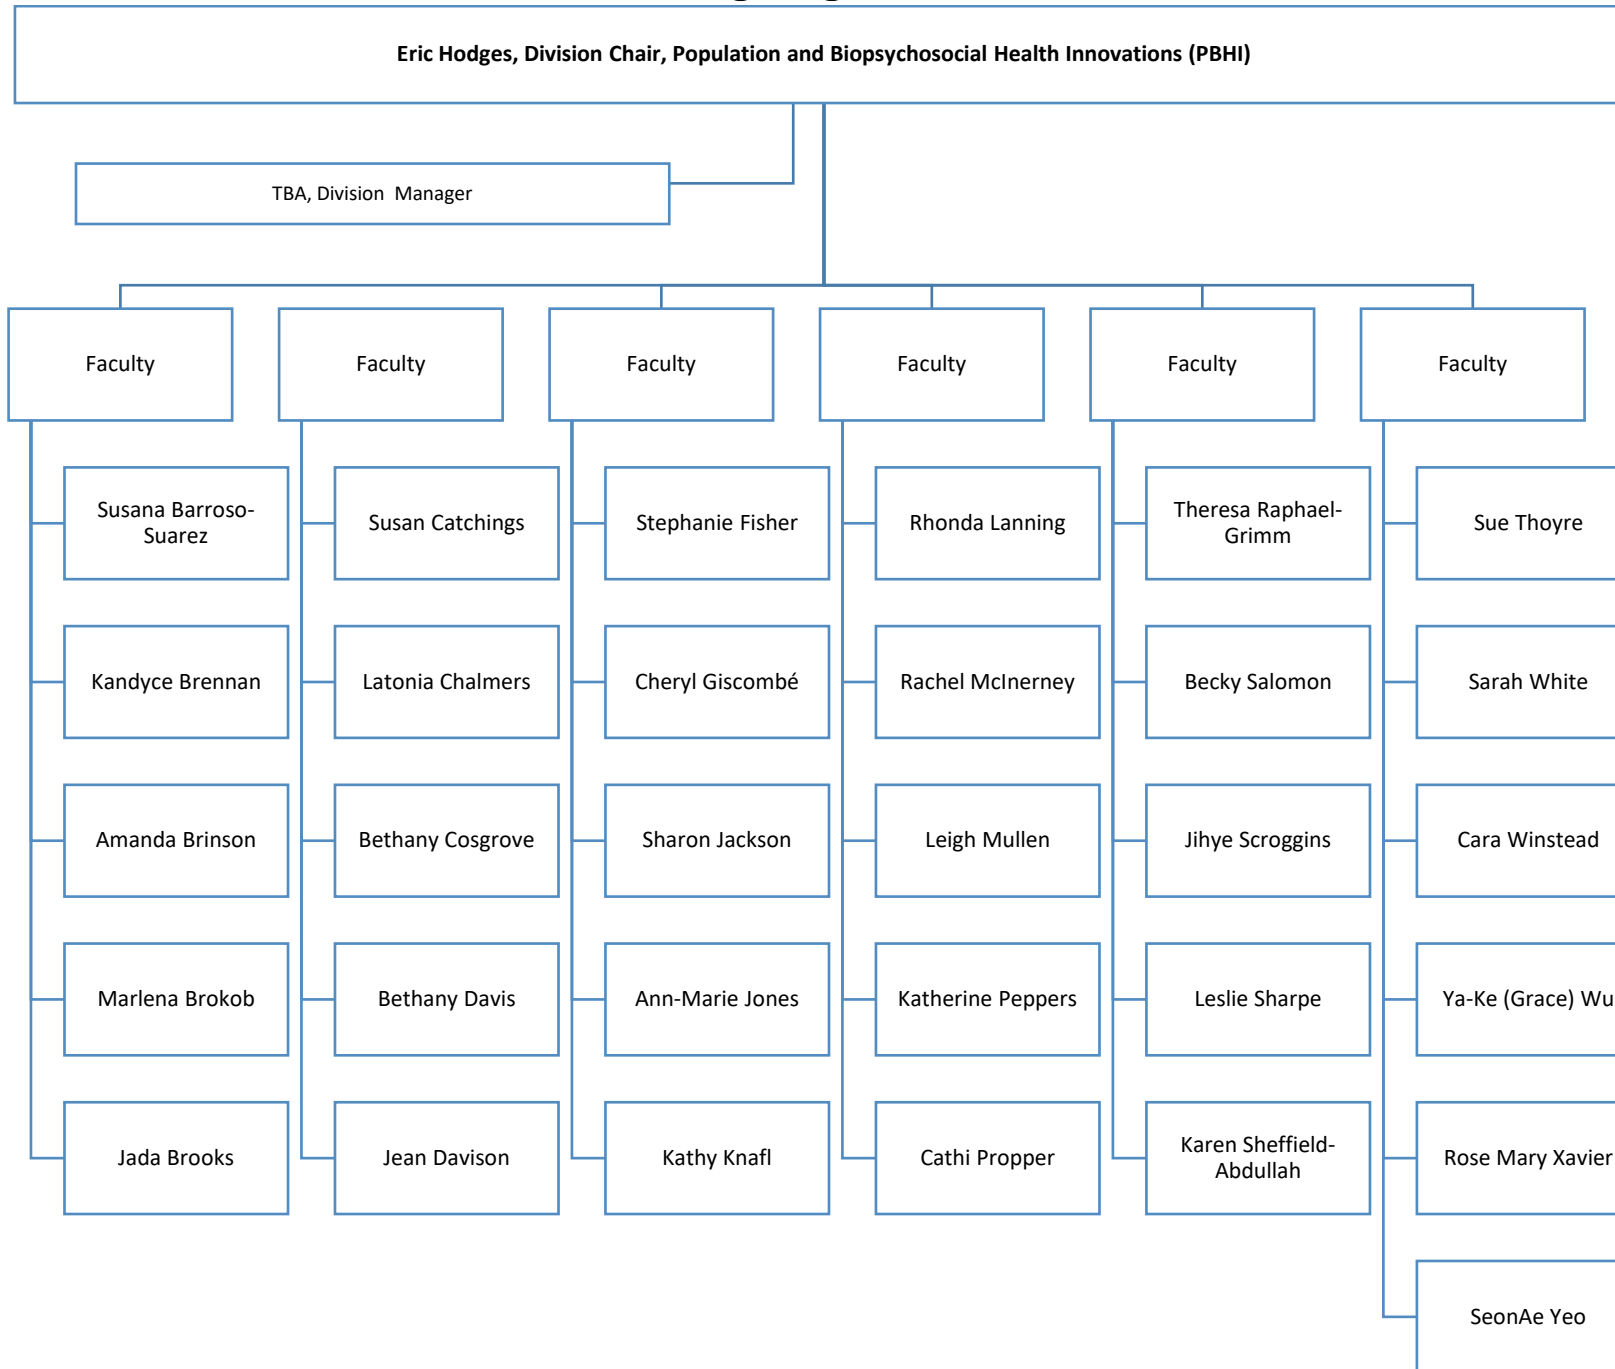 Eric Hodges, Division Chair, Population and Biopsychosocial Health Innovations (PBHI)
TBA, Division  Manager
Faculty
Faculty
Faculty
Faculty
Faculty
Faculty
Susana Barroso-
Suarez
Kandyce Brennan
Amanda Brinson
Marlena Brokob
Jada Brooks
Susan Catchings
Latonia Chalmers
Bethany Cosgrove
Bethany Davis
Jean Davison
Stephanie Fisher
Cheryl Giscombé
Sharon Jackson
Ann-Marie Jones
Kathy Knafl
Rhonda Lanning
Rachel McInerney
Leigh Mullen
Katherine Peppers
Cathi Propper
Theresa Raphael-
Grimm
Becky Salomon
Jihye Scroggins
Leslie Sharpe
Karen Sheffield-
Abdullah
Sue Thoyre
Sarah White
Cara Winstead
Ya-Ke (Grace) Wu
Rose Mary Xavier
SeonAe Yeo